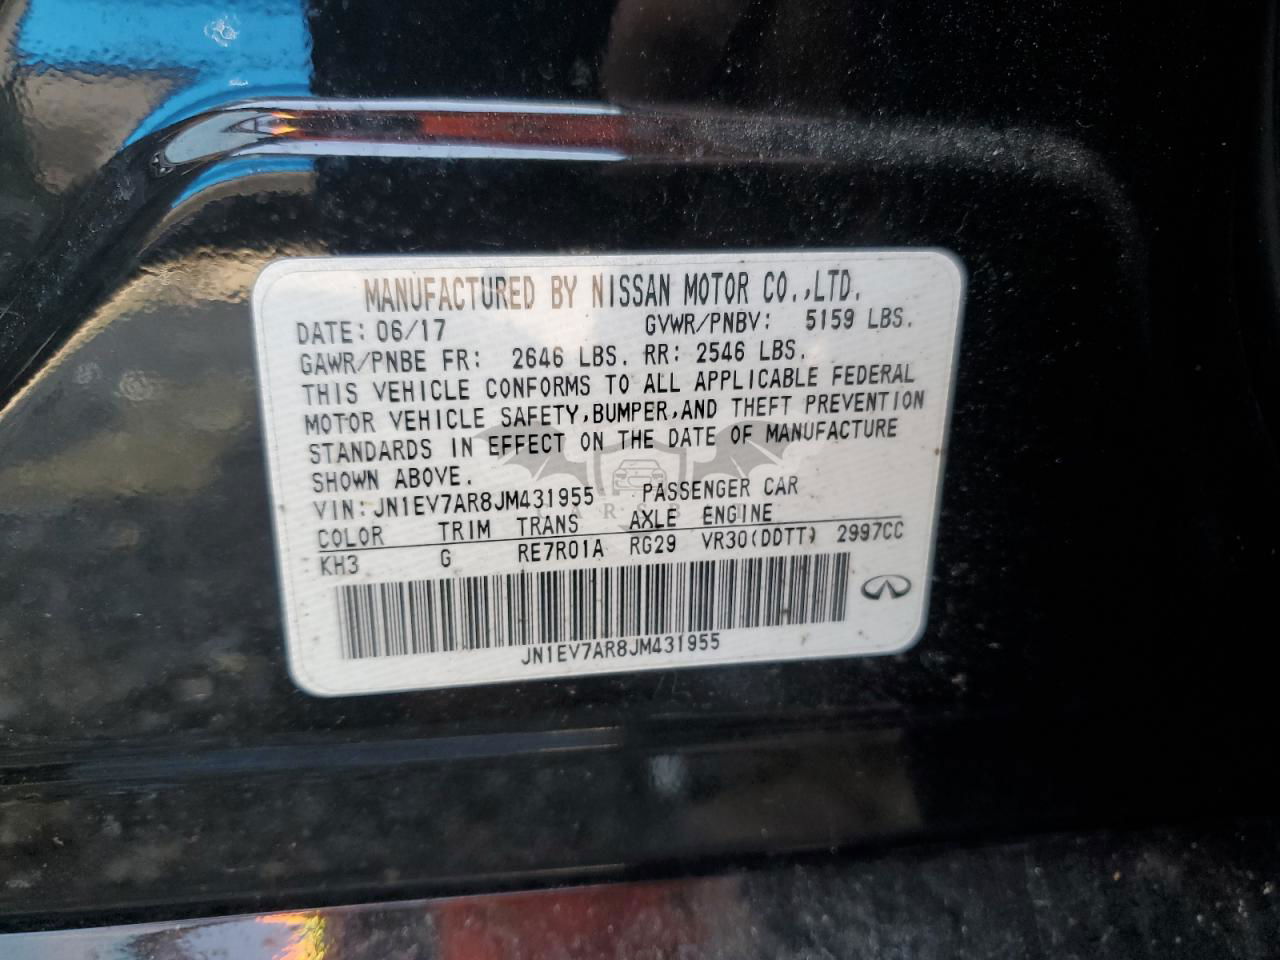 MANUFACTURED BY NISSAN MOTOR CO.,LTD.
DATE: 06/17 GVWR/PNBV: 5159 LBS.
GAWR/PNBE FR: 2646 LBS. RR: 2546 LBS.
THIS VEHICLE CONFORMS TO ALL APPLICABLE FEDERAL
MOTOR VEHICLE SAFETY,BUMPER,AND THEFT PREVENTION
STANDARDS IN EFFECT ON THE DATE OF MANUFACTURE
SHOWN ABOVE.
VIN: JN1EV7AR8JM431955 PASSENGER CAR
COLOR TRIM TRANS AXLE ENGINE
KH3 G RE7R01A RG29 VR30(DDTT) 2997CC
JN1EV7AR8JM431955